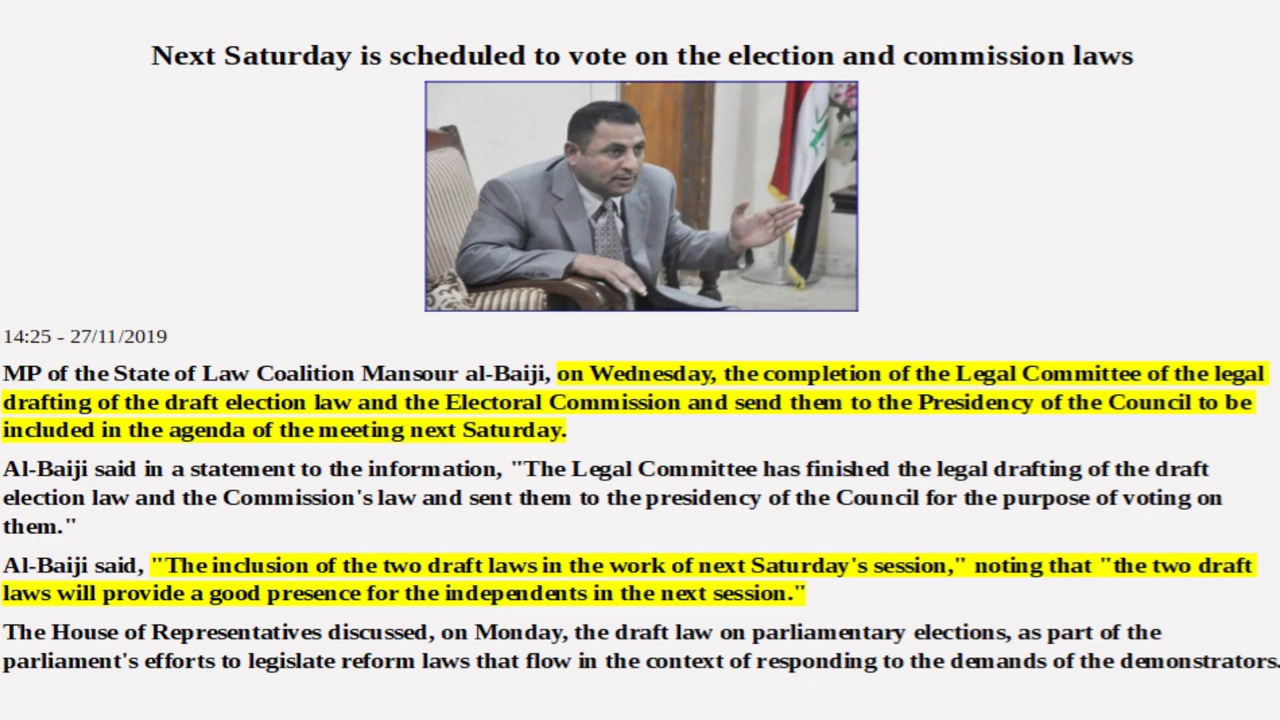 Next Saturday is scheduled to vote on the election and commission laws
14:25 - 27/11/2019
MP of the State of Law Coalition Mansour al-Baiji, on Wednesday, the completion of the Legal Committee of the legal
drafting of the draft election law and the Electoral Commission and send them to the Presidency of the Council to be
included in the agenda of the meeting next Saturday.
Al-Baiji said in a statement to the information, "The Legal Committee has finished the legal drafting of the draft
election law and the Commission's law and sent them to the presidency of the Council for the purpose of voting on
them."
Al-Baiji said, "The inclusion of the two draft laws in the work of next Saturday's session," noting that "the two draft
laws will provide a good presence for the independents in the next session."
The House of Representatives discussed, on Monday, the draft law on parliamentary elections, as part of the
parliament's efforts to legislate reform laws that flow in the context of responding to the demands of the demonstrators.